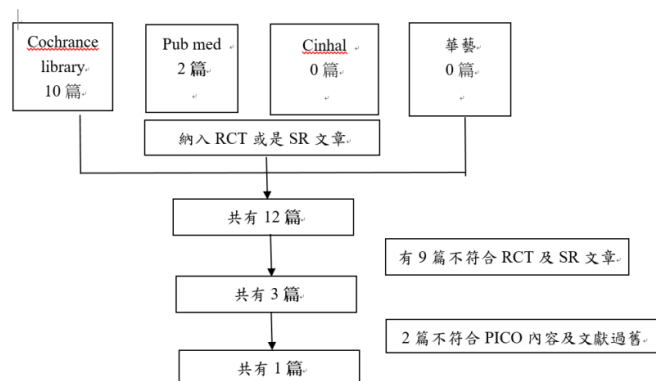 Cochrance
library
10 篇
Pub med
2 篇
Cinhal
0 篇
華藝
0 篇
納入 RCT 或是 SR 文章
共有 12 篇
有 9 篇不符合 RCT 及 SR 文章
共有 3 篇
2 篇不符合 PICO 內容及文獻過舊
共有 1 篇